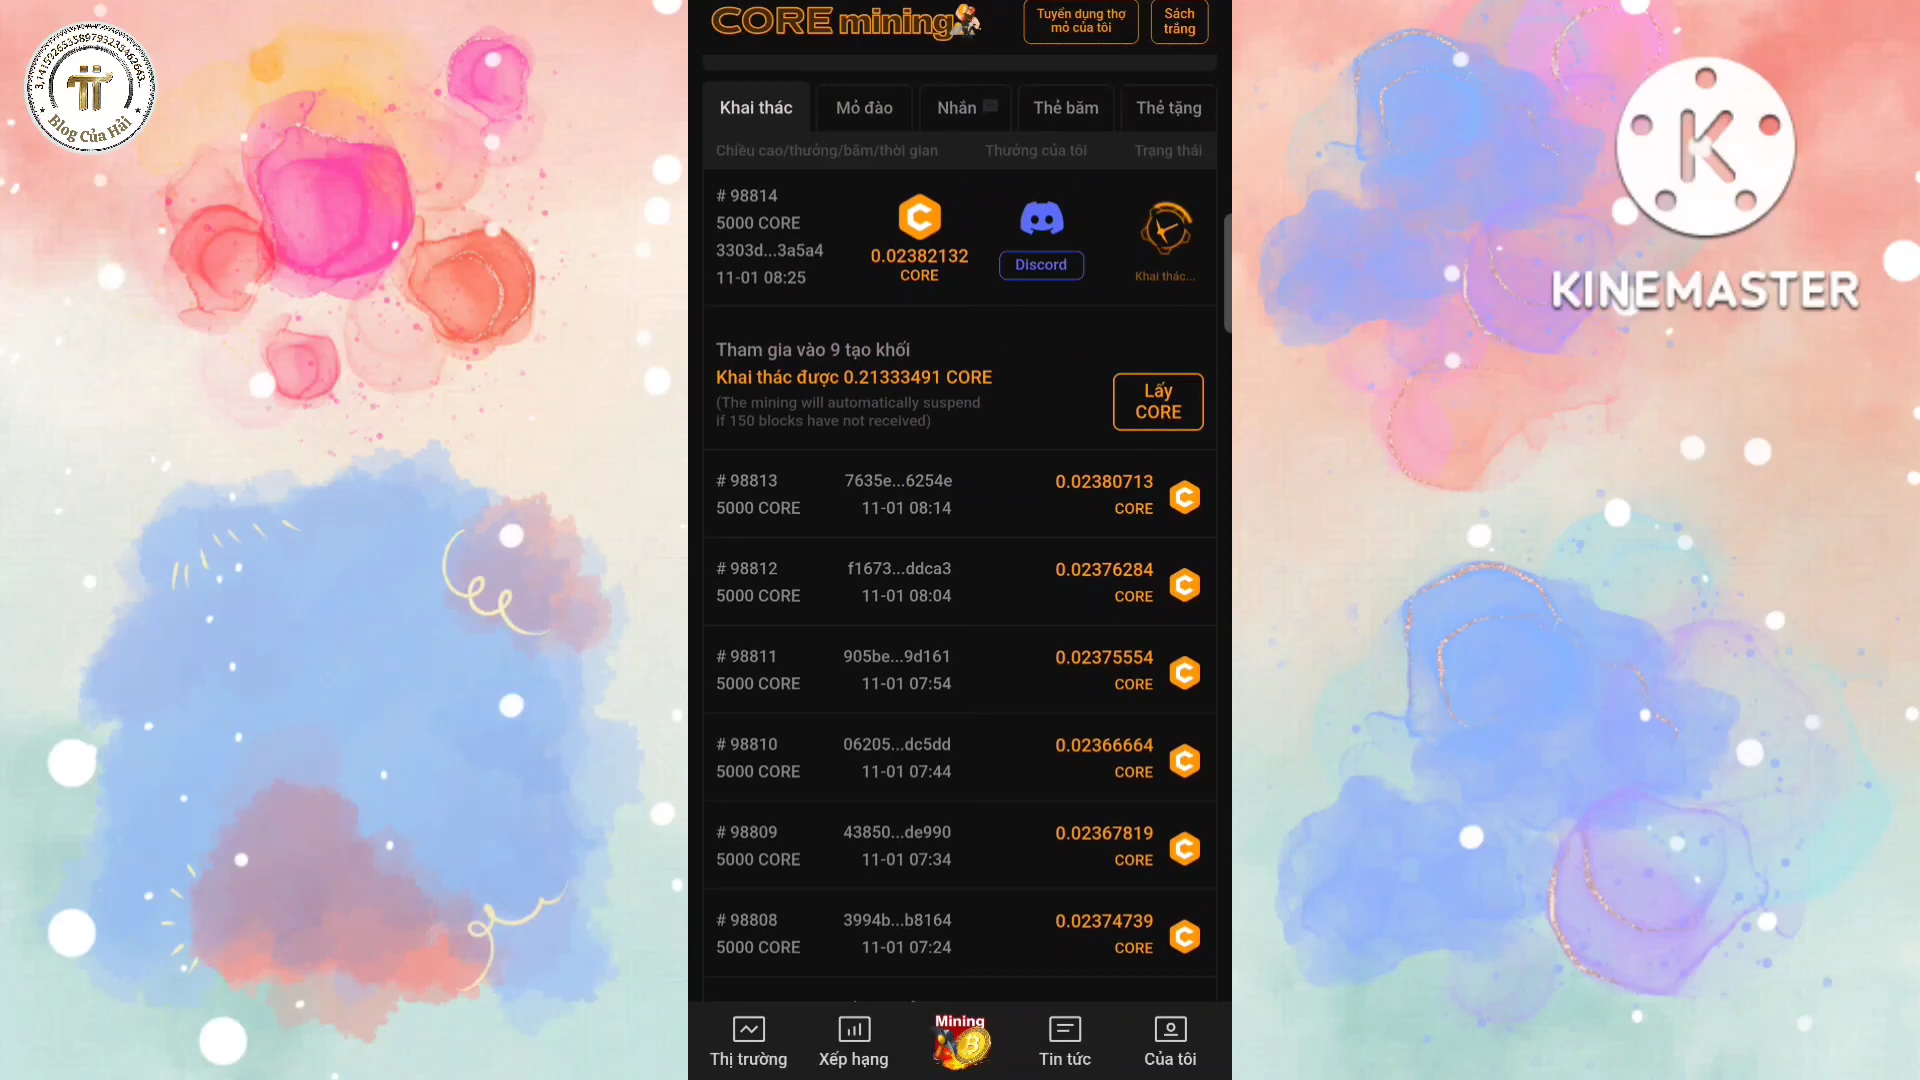 3,14159265358979323846 2643
Blog Của Hải
CORE mining
Tuyển dụng thợ
mỏ của tôi
Sách
trắng
KINEMASTER
Khai thác
Mỏ đào
Nhắn
Thẻ băm
Thẻ tặng
Chiều cao/thưởng/băm/thời gian
Thưởng của tôi
Trạng thái
# 98814
5000 CORE
3303d...3a5a4
11-01 08:25
0.02382132
CORE
Discord
Khai thác...
Tham gia vào 9 tạo khối
Khai thác được 0.21333491 CORE
(The mining will automatically suspend
if 150 blocks have not received)
Lấy
CORE
# 98813 7635e...6254e 0.02380713
5000 CORE 11-01 08:14 CORE
# 98812 f1673...ddca3 0.02376284
5000 CORE 11-01 08:04 CORE
# 98811 905be...9d161 0.02375554
5000 CORE 11-01 07:54 CORE
# 98810 06205...dc5dd 0.02366664
5000 CORE 11-01 07:44 CORE
# 98809 43850...de990 0.02367819
5000 CORE 11-01 07:34 CORE
# 98808 3994b...b8164 0.02374739
5000 CORE 11-01 07:24 CORE
Mining
Thị trường
Xếp hạng
Tin tức
Của tôi